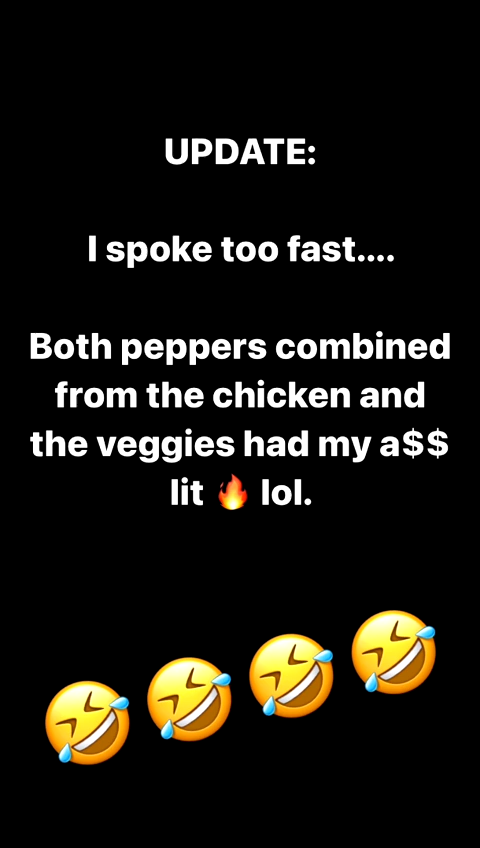 UPDATE:
I spoke too fast....
Both peppers combined
from the chicken and
the veggies had my a$$
lit 🔥 lol.